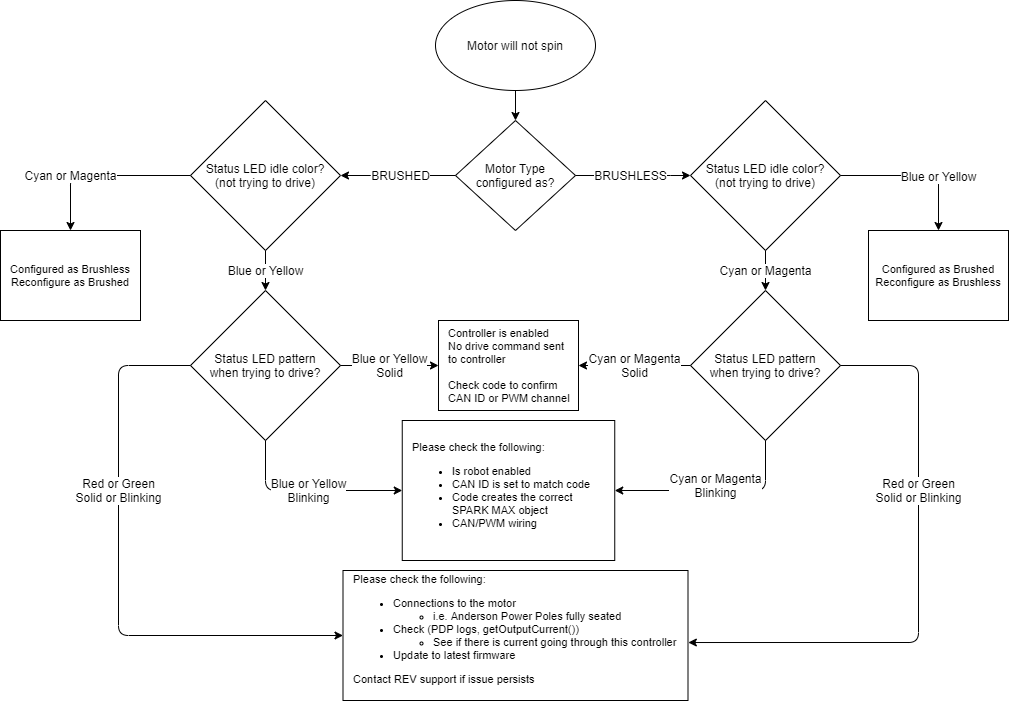 Motor will not spin
Motor Type
configured as?
BRUSHED
BRUSHLESS
Status LED idle color?
(not trying to drive)
Status LED idle color?
(not trying to drive)
Cyan or Magenta
Blue or Yellow
Configured as Brushless
Reconfigure as Brushed
Configured as Brushed
Reconfigure as Brushless
Blue or Yellow
Cyan or Magenta
Status LED pattern
when trying to drive?
Status LED pattern
when trying to drive?
Blue or Yellow
Solid
Controller is enabled
No drive command sent
to controller
Check code to confirm
CAN ID or PWM channel
Cyan or Magenta
Solid
Red or Green
Solid or Blinking
Blue or Yellow
Blinking
Please check the following:
• Is robot enabled
• CAN ID is set to match code
• Code creates the correct
SPARK MAX object
• CAN/PWM wiring
Cyan or Magenta
Blinking
Red or Green
Solid or Blinking
Please check the following:
• Connections to the motor
◦ i.e. Anderson Power Poles fully seated
• Check (PDP logs, getOutputCurrent())
◦ See if there is current going through this controller
• Update to latest firmware
Contact REV support if issue persists